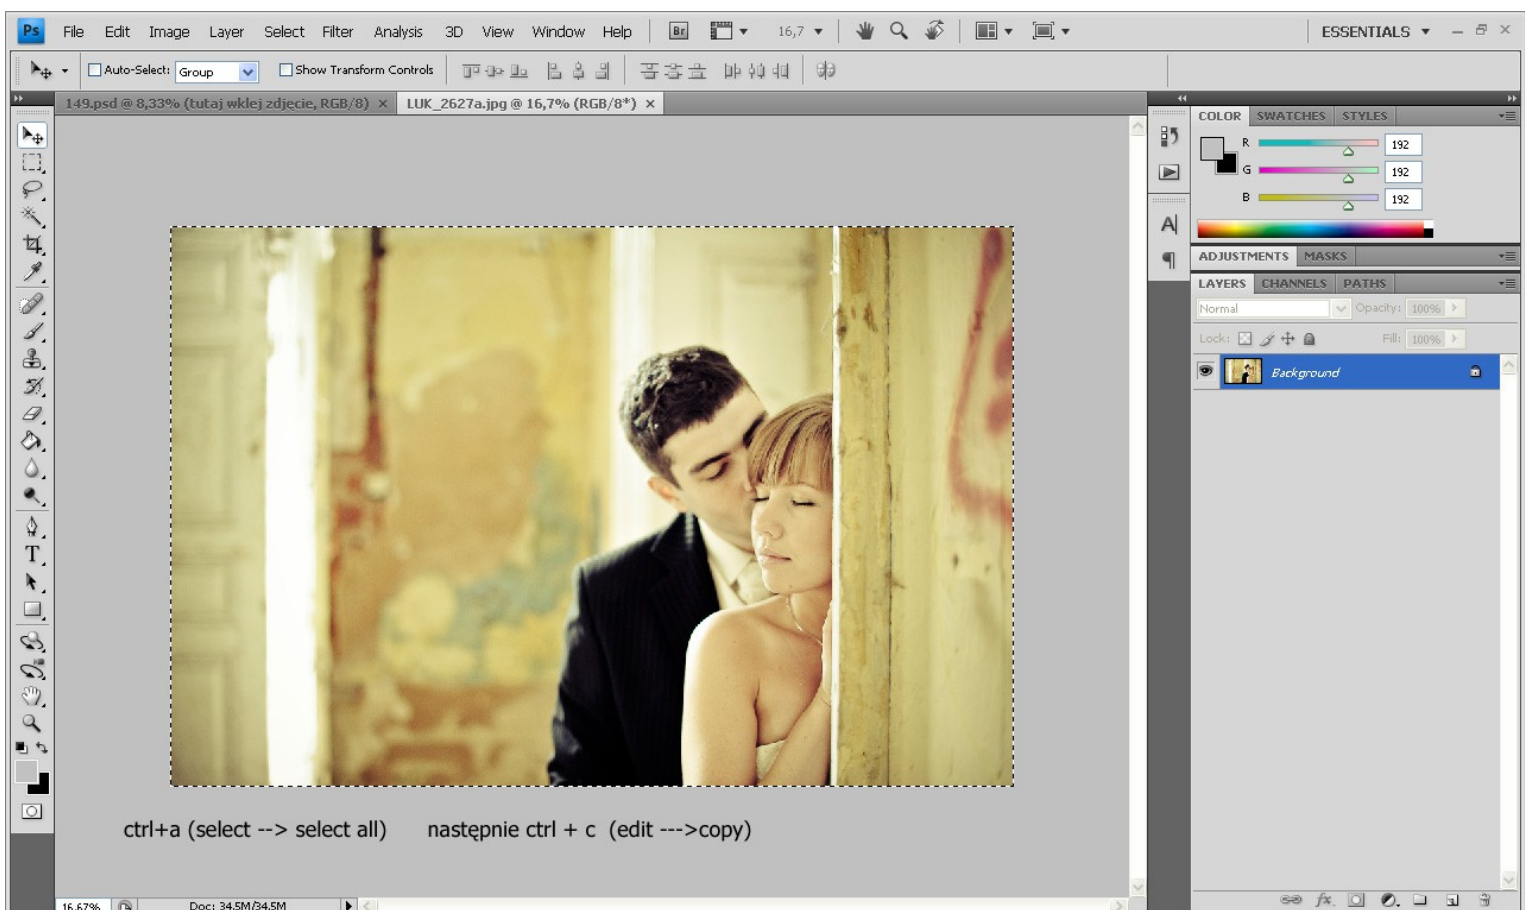 Ps File Edit Image Layer Select Filter Analysis 3D View Window Help Br 16,7 ESSENTIALS
Auto-Select: Group Show Transform Controls
149.psd @ 8,33% (tutaj wklej zdjęcie, RGB/8) × LUK_2627a.jpg @ 16,7% (RGB/8*) ×
COLOR SWATCHES STYLES
R 192
G 192
B 192
A
ADJUSTMENTS MASKS
LAYERS CHANNELS PATHS
Normal Opacity: 100%
Lock: Fill: 100%
Background
T
ctrl+a (select --> select all) następnie ctrl + c (edit --->copy)
16,67% Doc: 34,5M/34,5M
fx.